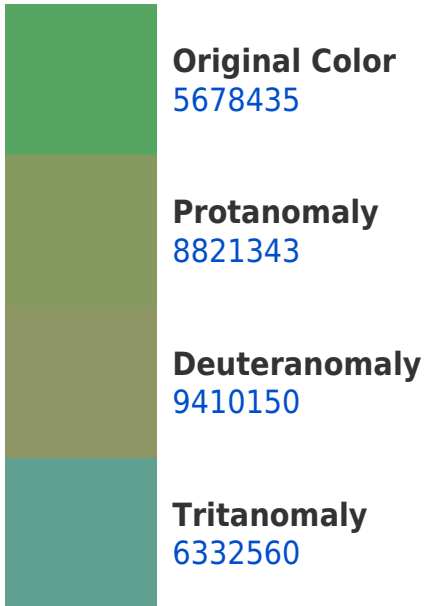 Original Color
5678435
Protanomaly
8821343
Deuteranomaly
9410150
Tritanomaly
6332560